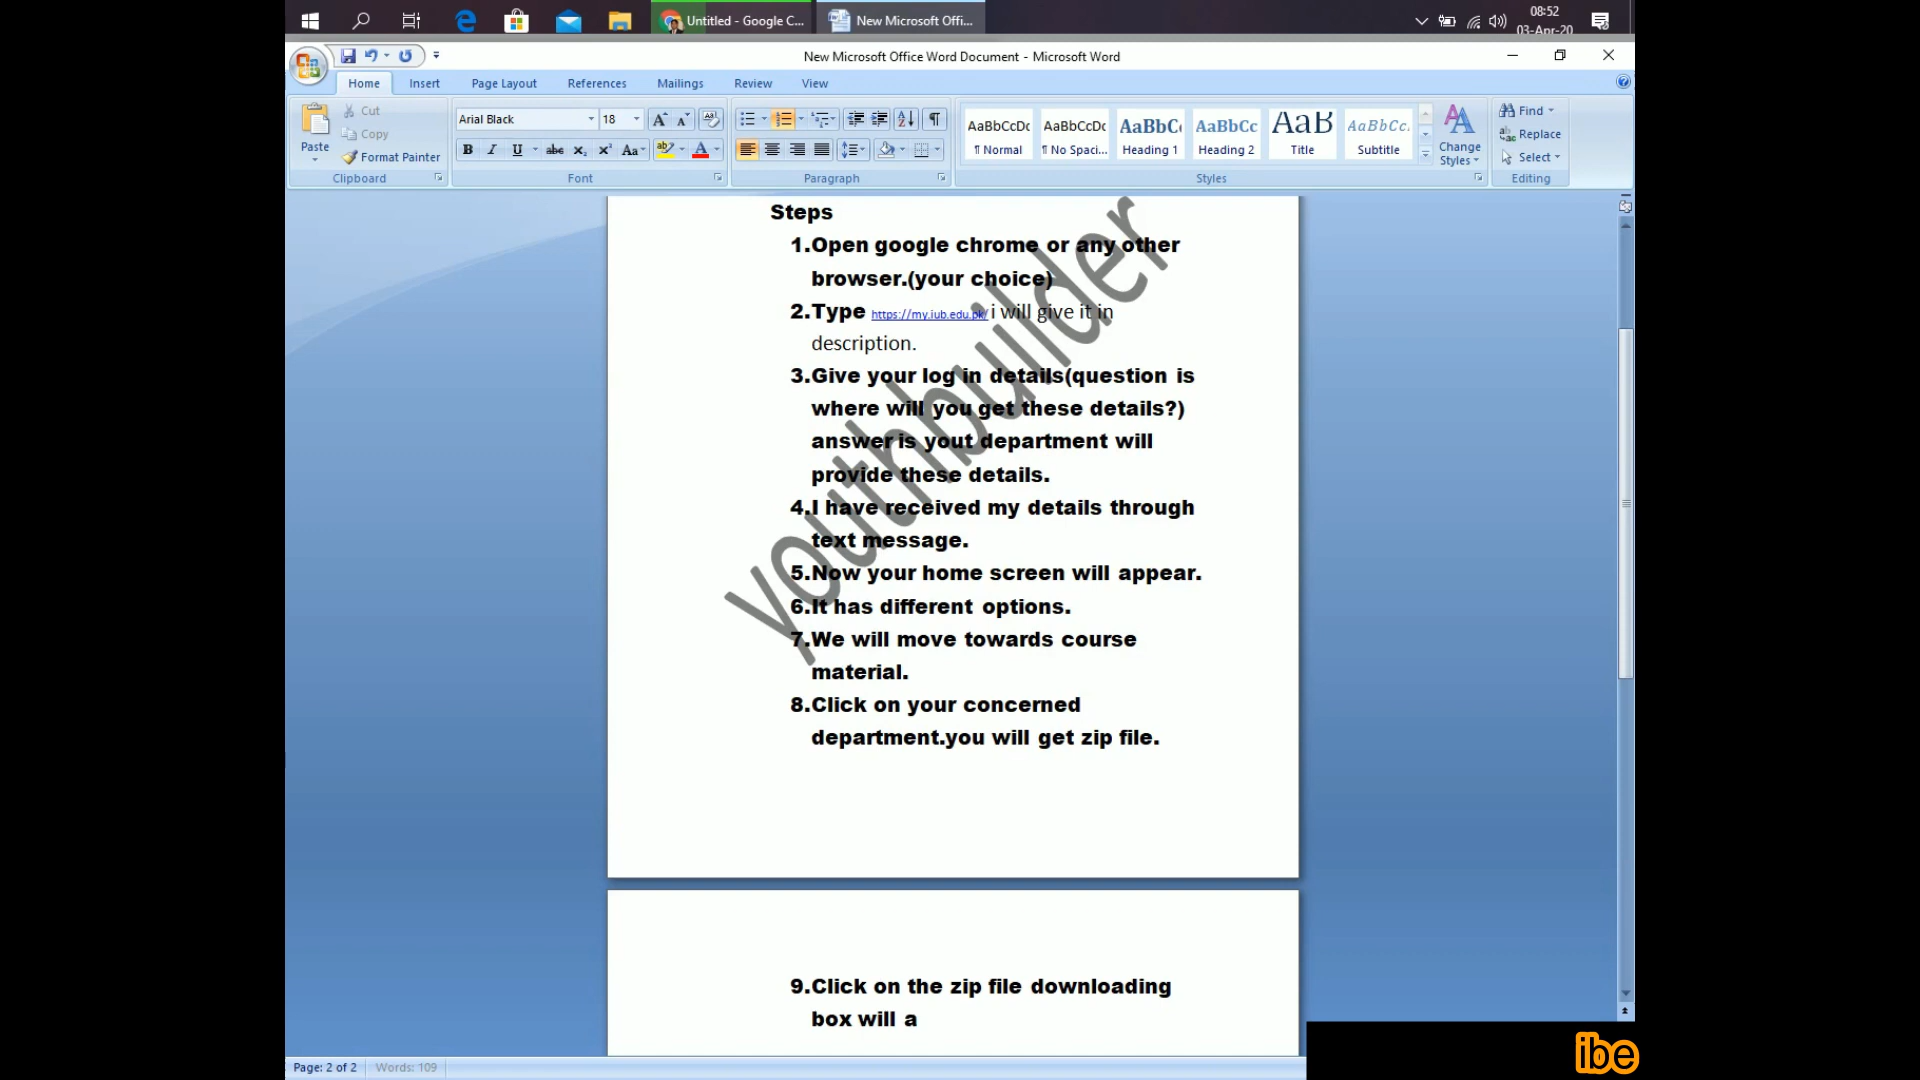 Untitled - Google C...
New Microsoft Offi...
08:52
03-Apr-20
New Microsoft Office Word Document - Microsoft Word
Home
Insert
Page Layout
References
Mailings
Review
View
Paste
Cut
Copy
Format Painter
Clipboard
Arial Black
18
Font
Paragraph
AaBbCcDc
¶ Normal
AaBbCcDc
¶ No Spaci...
AaBbC
Heading 1
AaBbCc
Heading 2
AaB
Title
AaBbCc.
Subtitle
Change
Styles
Styles
Find
Replace
Select
Editing
Steps
1.Open google chrome or any other
browser.(your choice)
2.Type https://my.iub.edu.pk/ i will give it in
description.
3.Give your log in details(question is
where will you get these details?)
answer is yout department will
provide these details.
4.I have received my details through
text message.
5.Now your home screen will appear.
6.It has different options.
7.We will move towards course
material.
8.Click on your concerned
department.you will get zip file.
youthbuilder
9.Click on the zip file downloading
box will a
Page: 2 of 2
Words: 109
ibe